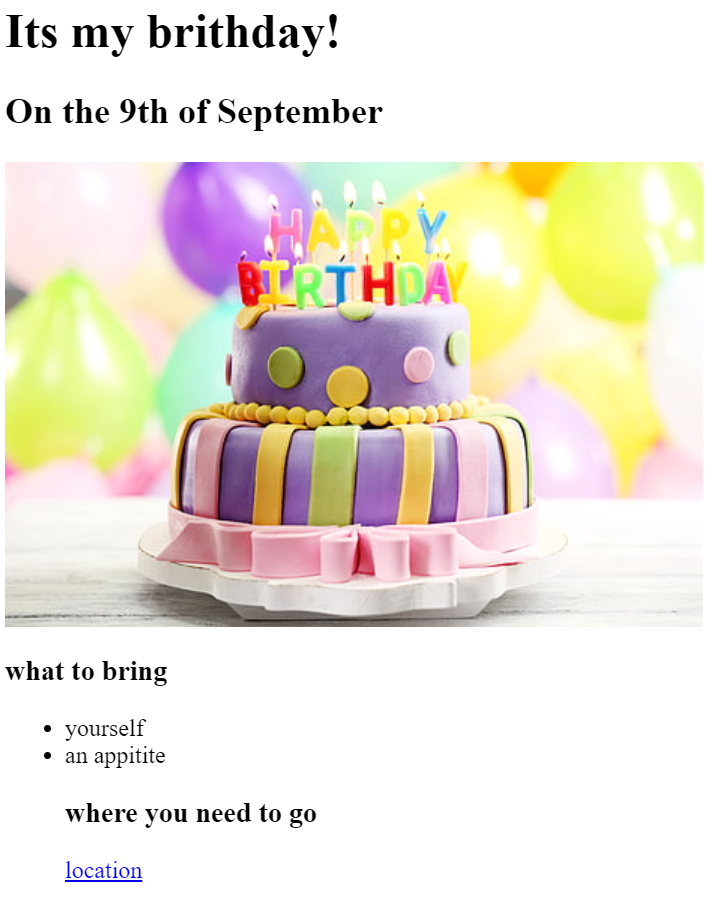 Its my brithday!
On the 9th of September
HAPPY
BIRTHDAY
what to bring
yourself
an appitite
where you need to go
location